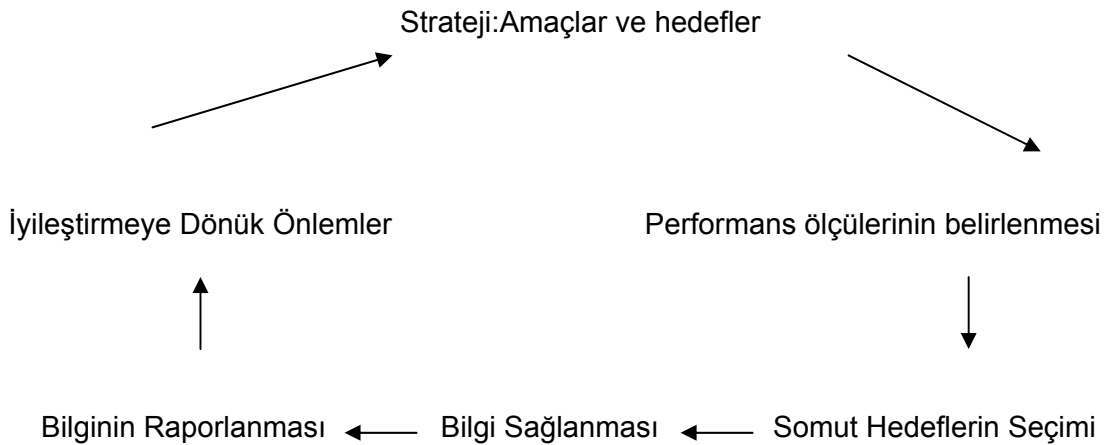 Strateji:Amaçlar ve hedefler
İyileştirmeye Dönük Önlemler
Performans ölçülerinin belirlenmesi
Bilginin Raporlanması
Bilgi Sağlanması
Somut Hedeflerin Seçimi